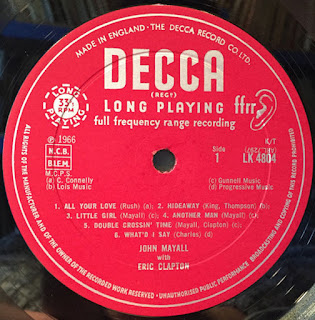 MADE IN ENGLAND · THE DECCA RECORD CO LTD.
DECCA
(REGD)
LONG PLAYING
33⅓
RPM
LONG PLAYING
ffrr
full frequency range recording
K/T
℗ 1966
Side
1
LK 4804
N.C.B.
B.I.E.M.
M.C.P.S.
(a) C. Connelly
(b) Lois Music
(c) Gunnell Music
(d) Progressive Music
1. ALL YOUR LOVE (Rush) (a) 2. HIDEAWAY (King, Thompson) (b)
3. LITTLE GIRL (Mayall) (c) 4. ANOTHER MAN (Mayall) (c)
5. DOUBLE CROSSIN' TIME (Mayall, Clapton) (c)
6. WHAT'D I SAY (Charles) (d)
JOHN MAYALL
with
ERIC CLAPTON
ALL RIGHTS OF THE MANUFACTURER AND OF THE OWNER OF THE RECORDED WORK RESERVED · UNAUTHORISED PUBLIC PERFORMANCE BROADCASTING AND COPYING OF THIS RECORD PROHIBITED